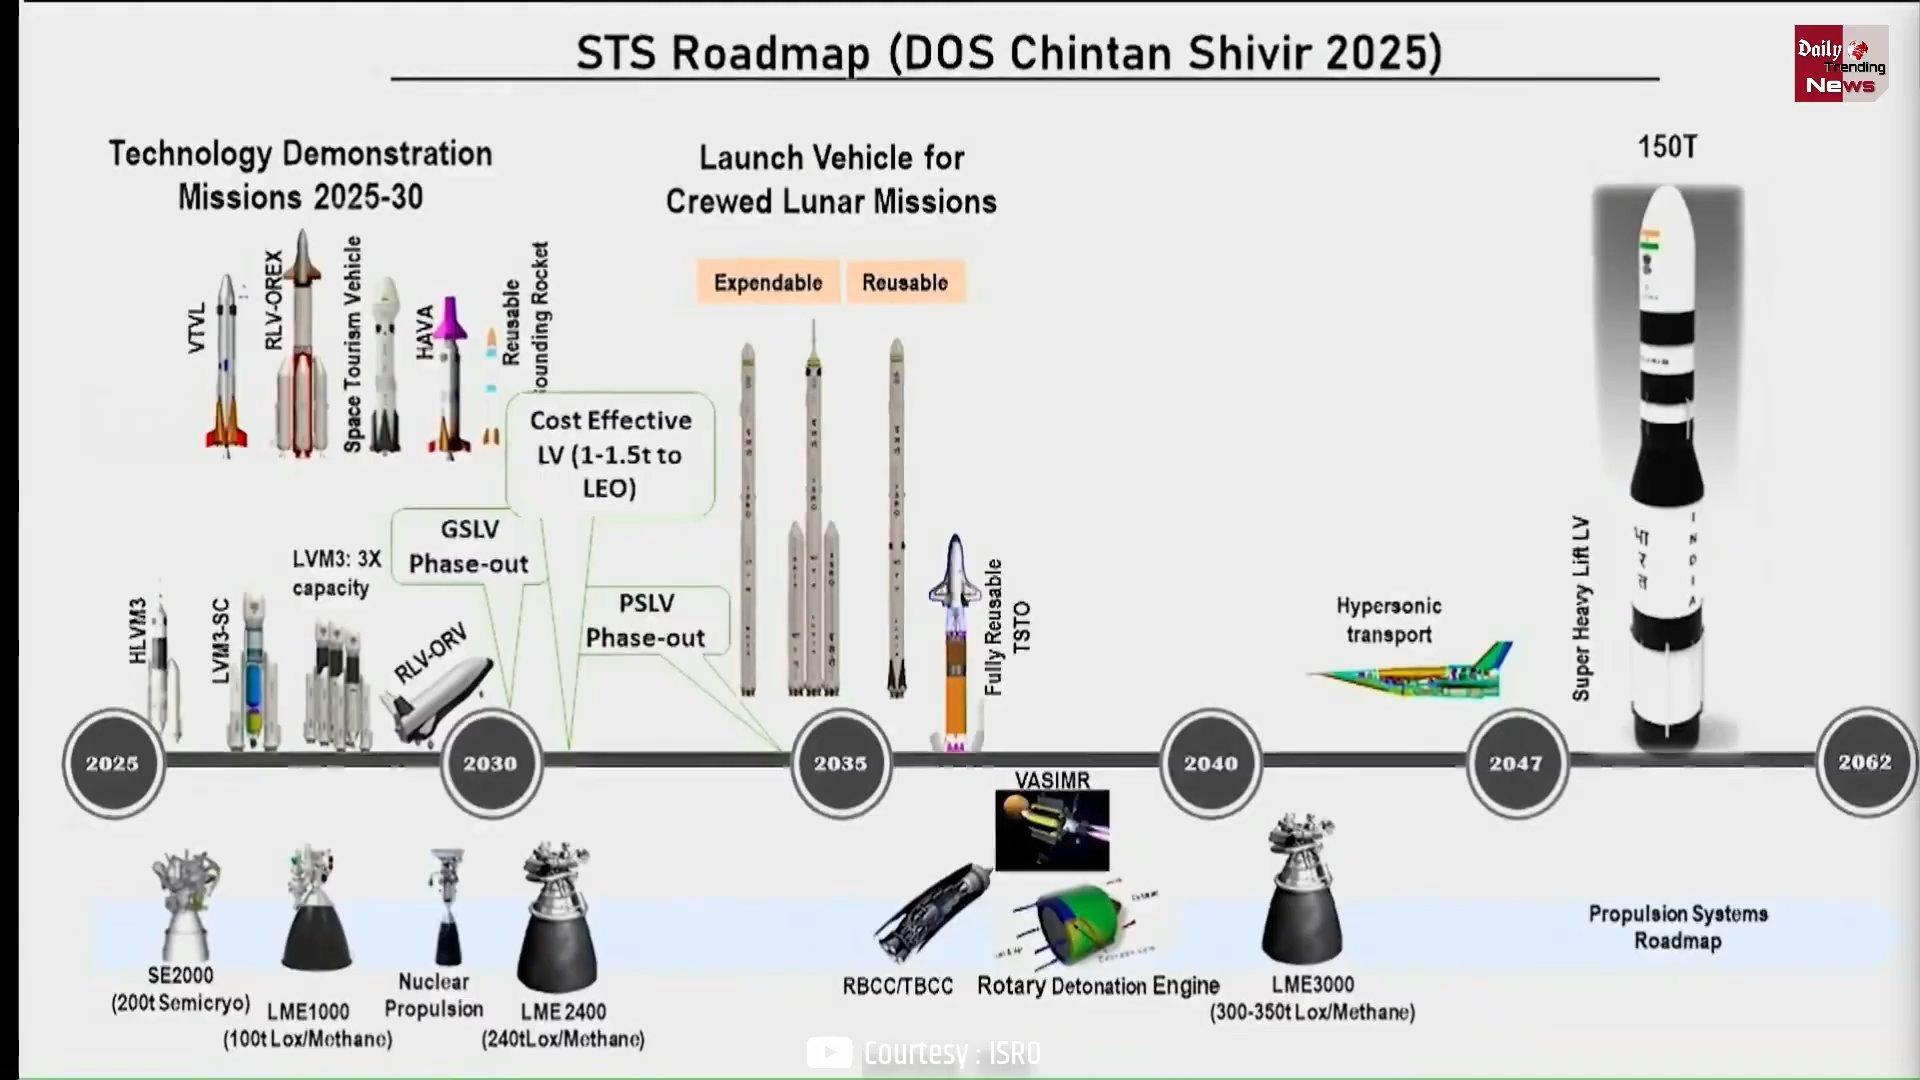 STS Roadmap (DOS Chintan Shivir 2025)
Daily
Trending
News
Technology Demonstration
Missions 2025-30
Launch Vehicle for
Crewed Lunar Missions
150T
VTVL
RLV-OREX
Space Tourism Vehicle
HAVA
Reusable
Sounding Rocket
Expendable
Reusable
Cost Effective
LV (1-1.5t to
LEO)
GSLV
Phase-out
PSLV
Phase-out
HLVM3
LVM3-SC
LVM3: 3X
capacity
RLV-ORV
Fully Reusable
TSTO
Hypersonic
transport
Super Heavy Lift LV
भारत
INDIA
2025
2030
2035
2040
2047
2062
VASIMR
SE2000
(200t Semicryo)
LME1000
(100t Lox/Methane)
Nuclear
Propulsion
LME2400
(240tLox/Methane)
RBCC/TBCC
Rotary Detonation Engine
LME3000
(300-350t Lox/Methane)
Propulsion Systems
Roadmap
Courtesy : ISRO